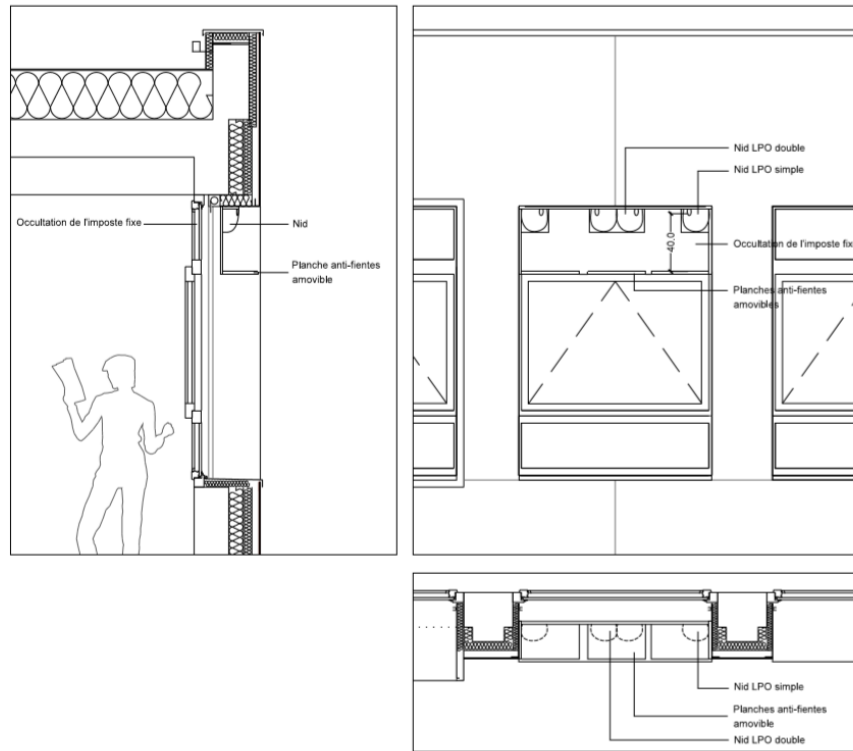 Occultation de l'imposte fixe
Nid
Planche anti-fientes
amovible
Nid LPO double
Nid LPO simple
40,0
Occultation de l'imposte fix
Planches anti-fientes
amovibles
Nid LPO simple
Planches anti-fientes
amovible
Nid LPO double